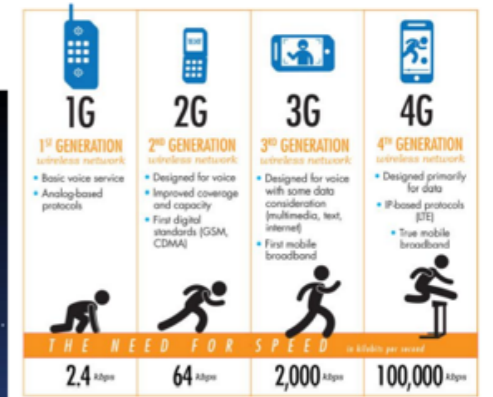 1G
1ST GENERATION
wireless network
• Basic voice service
• Analog-based
protocols
2G
2ND GENERATION
wireless network
• Designed for voice
• Improved coverage
and capacity
• First digital
standards (GSM,
CDMA)
3G
3RD GENERATION
wireless network
• Designed for voice
with some data
consideration
(multimedia, text,
internet)
• First mobile
broadband
4G
4TH GENERATION
wireless network
• Designed primarily
for data
• IP-based protocols
(LTE)
• True mobile
broadband
THE NEED FOR SPEED in kilobits per second
2.4 kbps
64 kbps
2,000 kbps
100,000 kbps